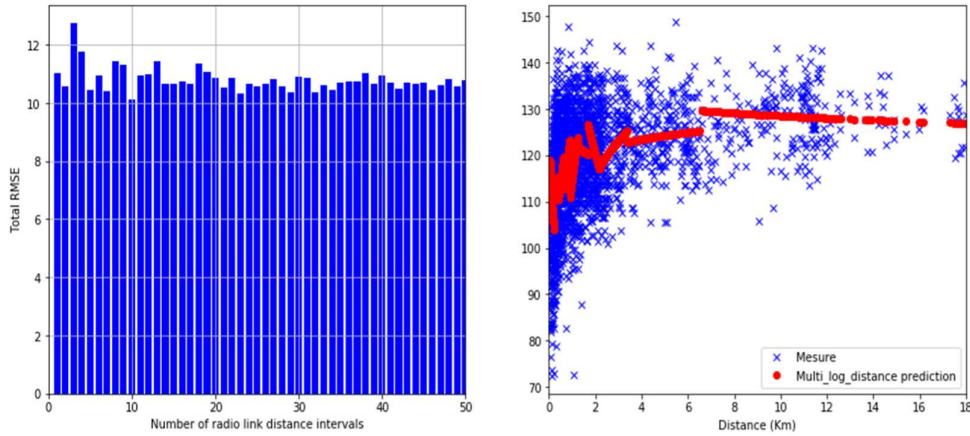 Total RMSE
12
10
8
6
4
2
0
0 10 20 30 40 50
Number of radio link distance intervals
150
140
130
120
110
100
90
80
70
0 2 4 6 8 10 12 14 16 18
Distance (Km)
Mesure
Multi_log_distance prediction